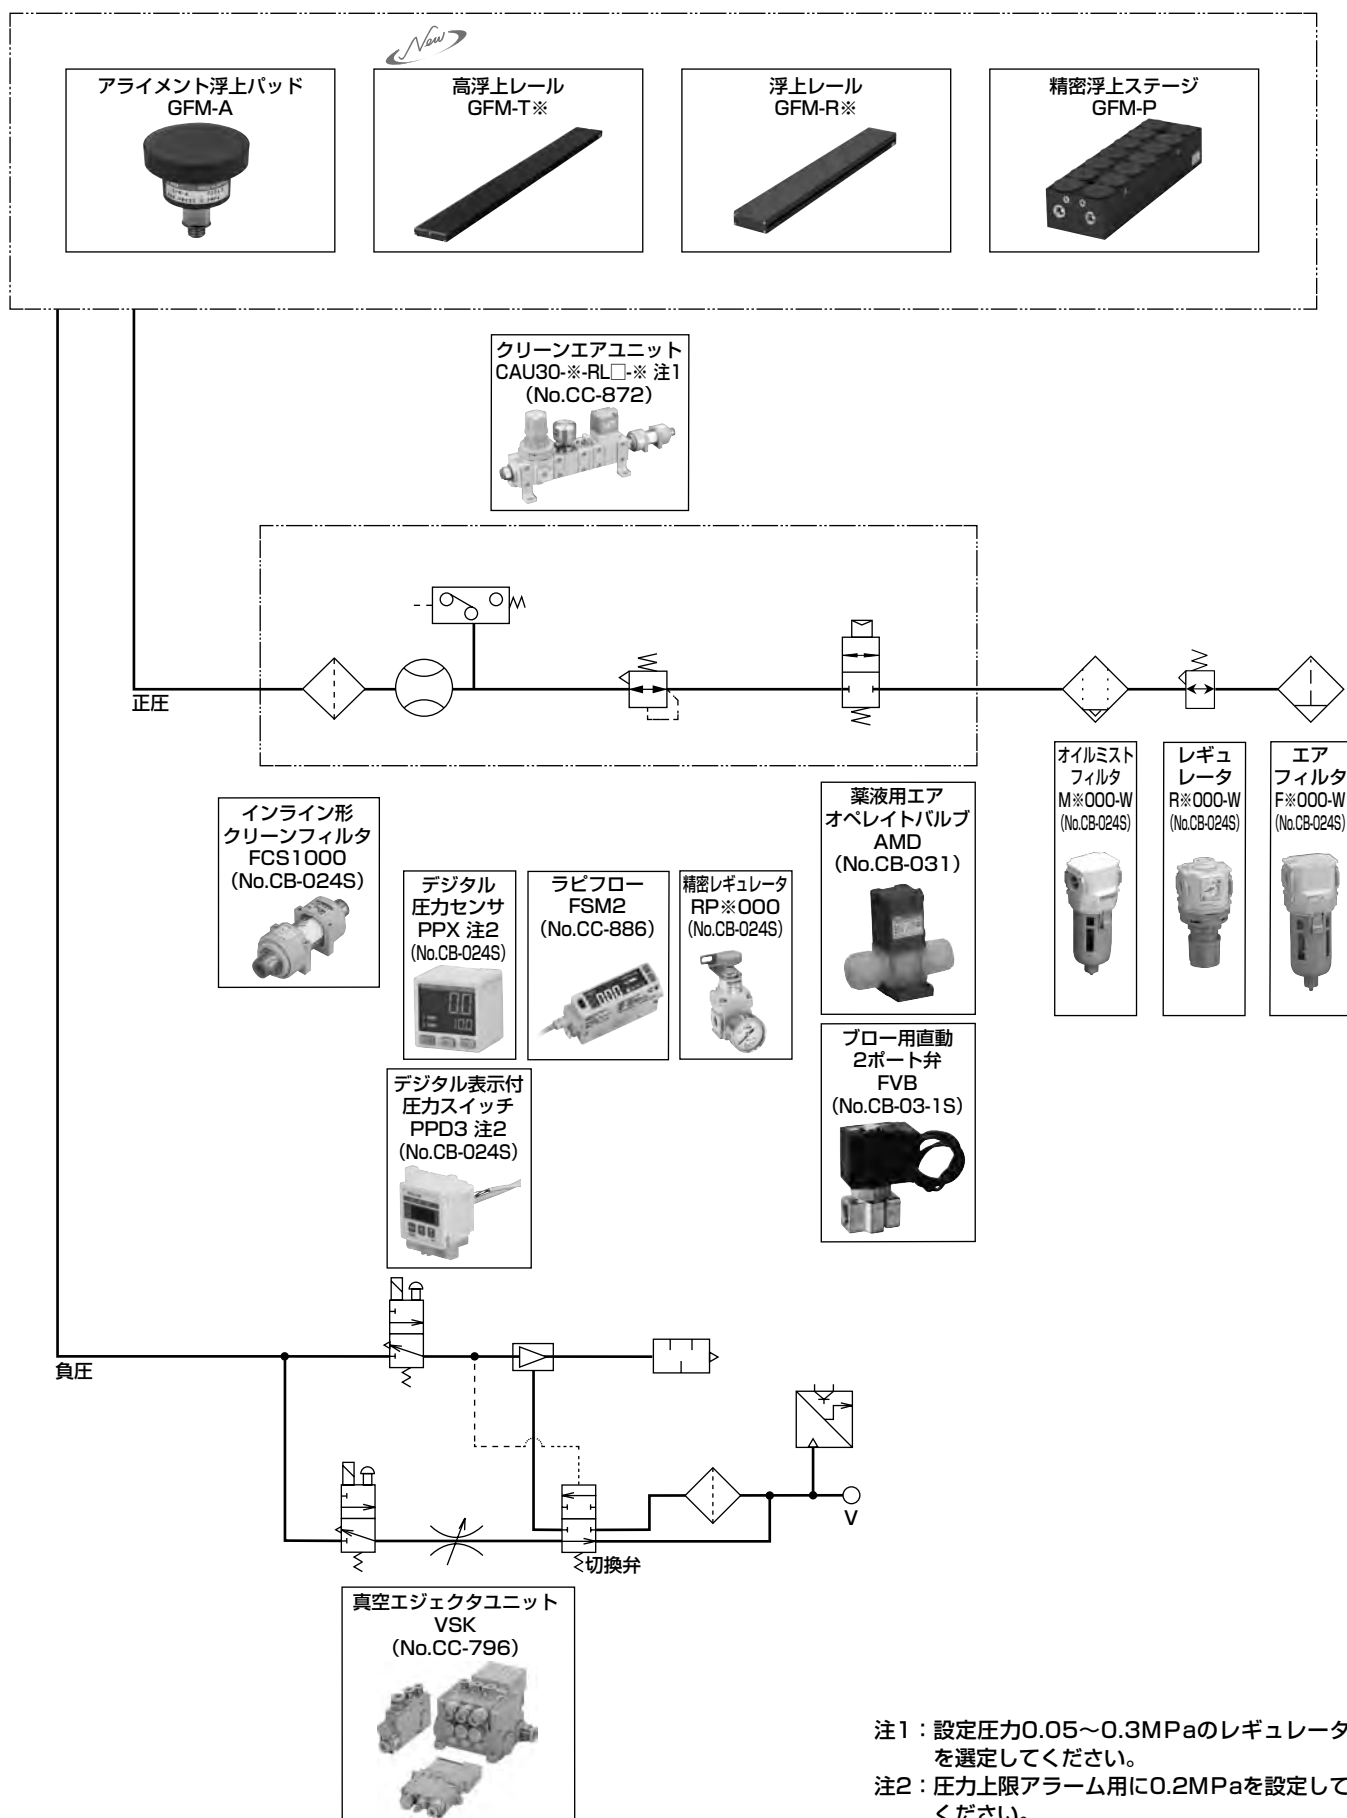 New
アライメント浮上パッド
GFM-A
高浮上レール
GFM-T※
浮上レール
GFM-R※
精密浮上ステージ
GFM-P
クリーンエアユニット
CAU30-※-RL□-※ 注1
(No.CC-872)
正圧
オイルミスト
フィルタ
M※000-W
(No.CB-024S)
レギュ
レータ
R※000-W
(No.CB-024S)
エア
フィルタ
F※000-W
(No.CB-024S)
インライン形
クリーンフィルタ
FCS1000
(No.CB-024S)
デジタル
圧力センサ
PPX 注2
(No.CB-024S)
ラピフロー
FSM2
(No.CC-886)
精密レギュレータ
RP※000
(No.CB-024S)
薬液用エア
オペレイトバルブ
AMD
(No.CB-031)
ブロー用直動
2ポート弁
FVB
(No.CB-03-1S)
デジタル表示付
圧力スイッチ
PPD3 注2
(No.CB-024S)
負圧
V
切換弁
真空エジェクタユニット
VSK
(No.CC-796)
注1：設定圧力0.05～0.3MPaのレギュレータ
を選定してください。
注2：圧力上限アラーム用に0.2MPaを設定して
ください。